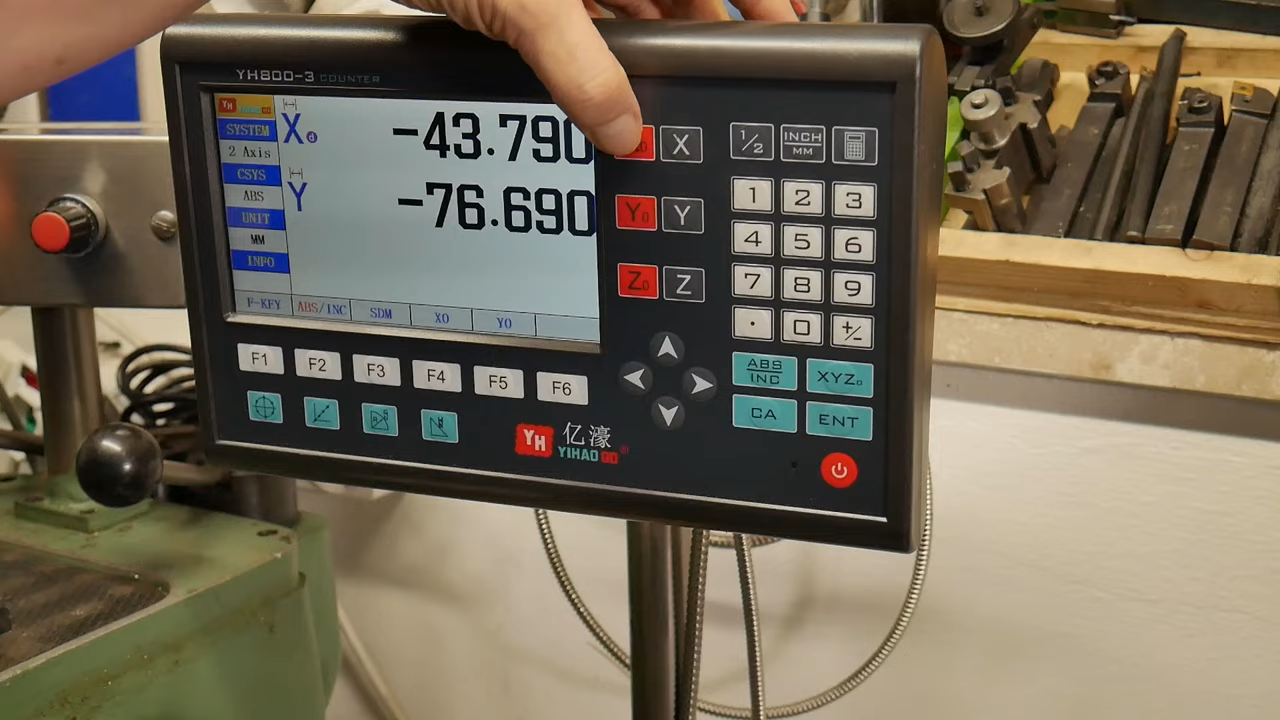 YH800-3 COUNTER
YH
SYSTEM
2 Axis
CSYS
ABS
UNIT
MM
INFO
X d -43.790
Y -76.690
F-KEY ABS/INC SDM X0 Y0
X
Y0 Y
Z0 Z
1/2 INCH/MM
1 2 3
4 5 6
7 8 9
. 0 +/-
ABS/INC XYZ0
CA ENT
F1 F2 F3 F4 F5 F6
YH 亿濠®
YIHAO CD